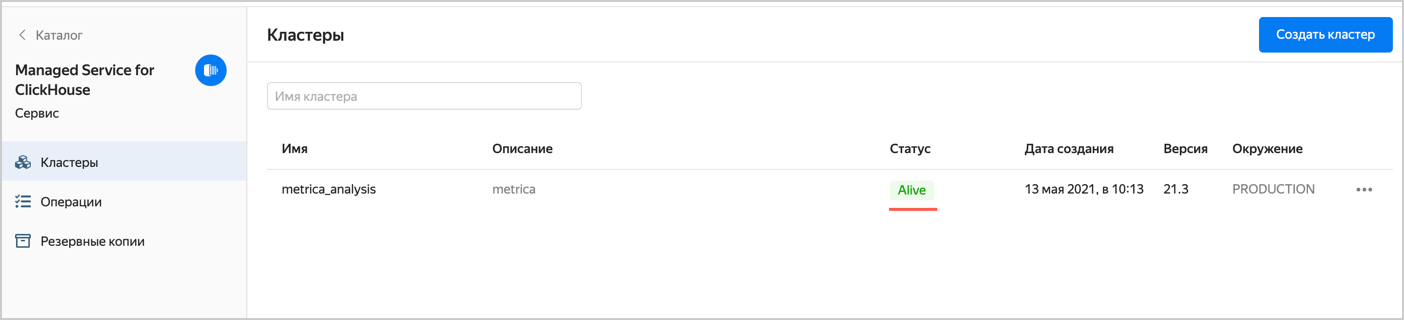 Каталог
Managed Service for
ClickHouse
Сервис
Кластеры
Операции
Резервные копии
Кластеры
Создать кластер
Имя кластера
Имя Описание Статус Дата создания Версия Окружение
metrica_analysis metrica Alive 13 мая 2021, в 10:13 21.3 PRODUCTION